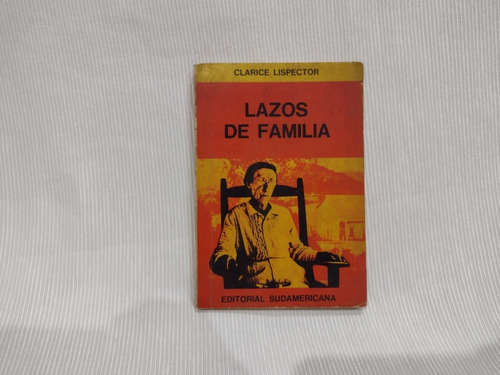 CLARICE LISPECTOR
LAZOS
DE FAMILIA
EDITORIAL SUDAMERICANA